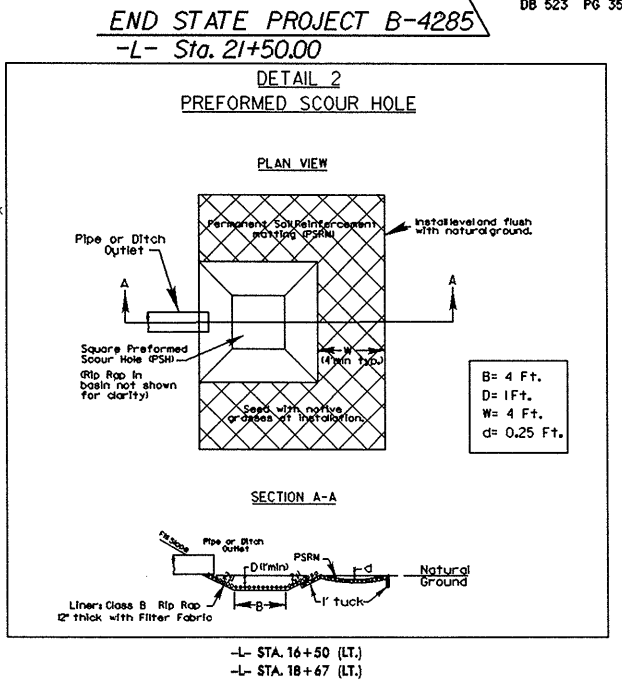 DB 523 PG 35
END STATE PROJECT B-4285
-L- Sta. 21+50.00
DETAIL 2
PREFORMED SCOUR HOLE
PLAN VIEW
Permanent Soil Reinforcement
matting (PSRM)
Install level and flush
with natural ground.
Pipe or Ditch
Outlet
A
A
Square Preformed
Scour Hole (PSH)
(Rip Rap in
basin not shown
for clarity)
W
(4' min typ.)
Seed with native
grasses at installation.
B= 4 Ft.
D= 1 Ft.
W= 4 Ft.
d= 0.25 Ft.
SECTION A-A
Pipe or Ditch
Outlet
D (1' min)
PSRM
d
Natural
Ground
B
1' tuck
Liner: Class B Rip Rap
12" thick with Filter Fabric
-L- STA. 16+50 (LT.)
-L- STA. 18+67 (LT.)